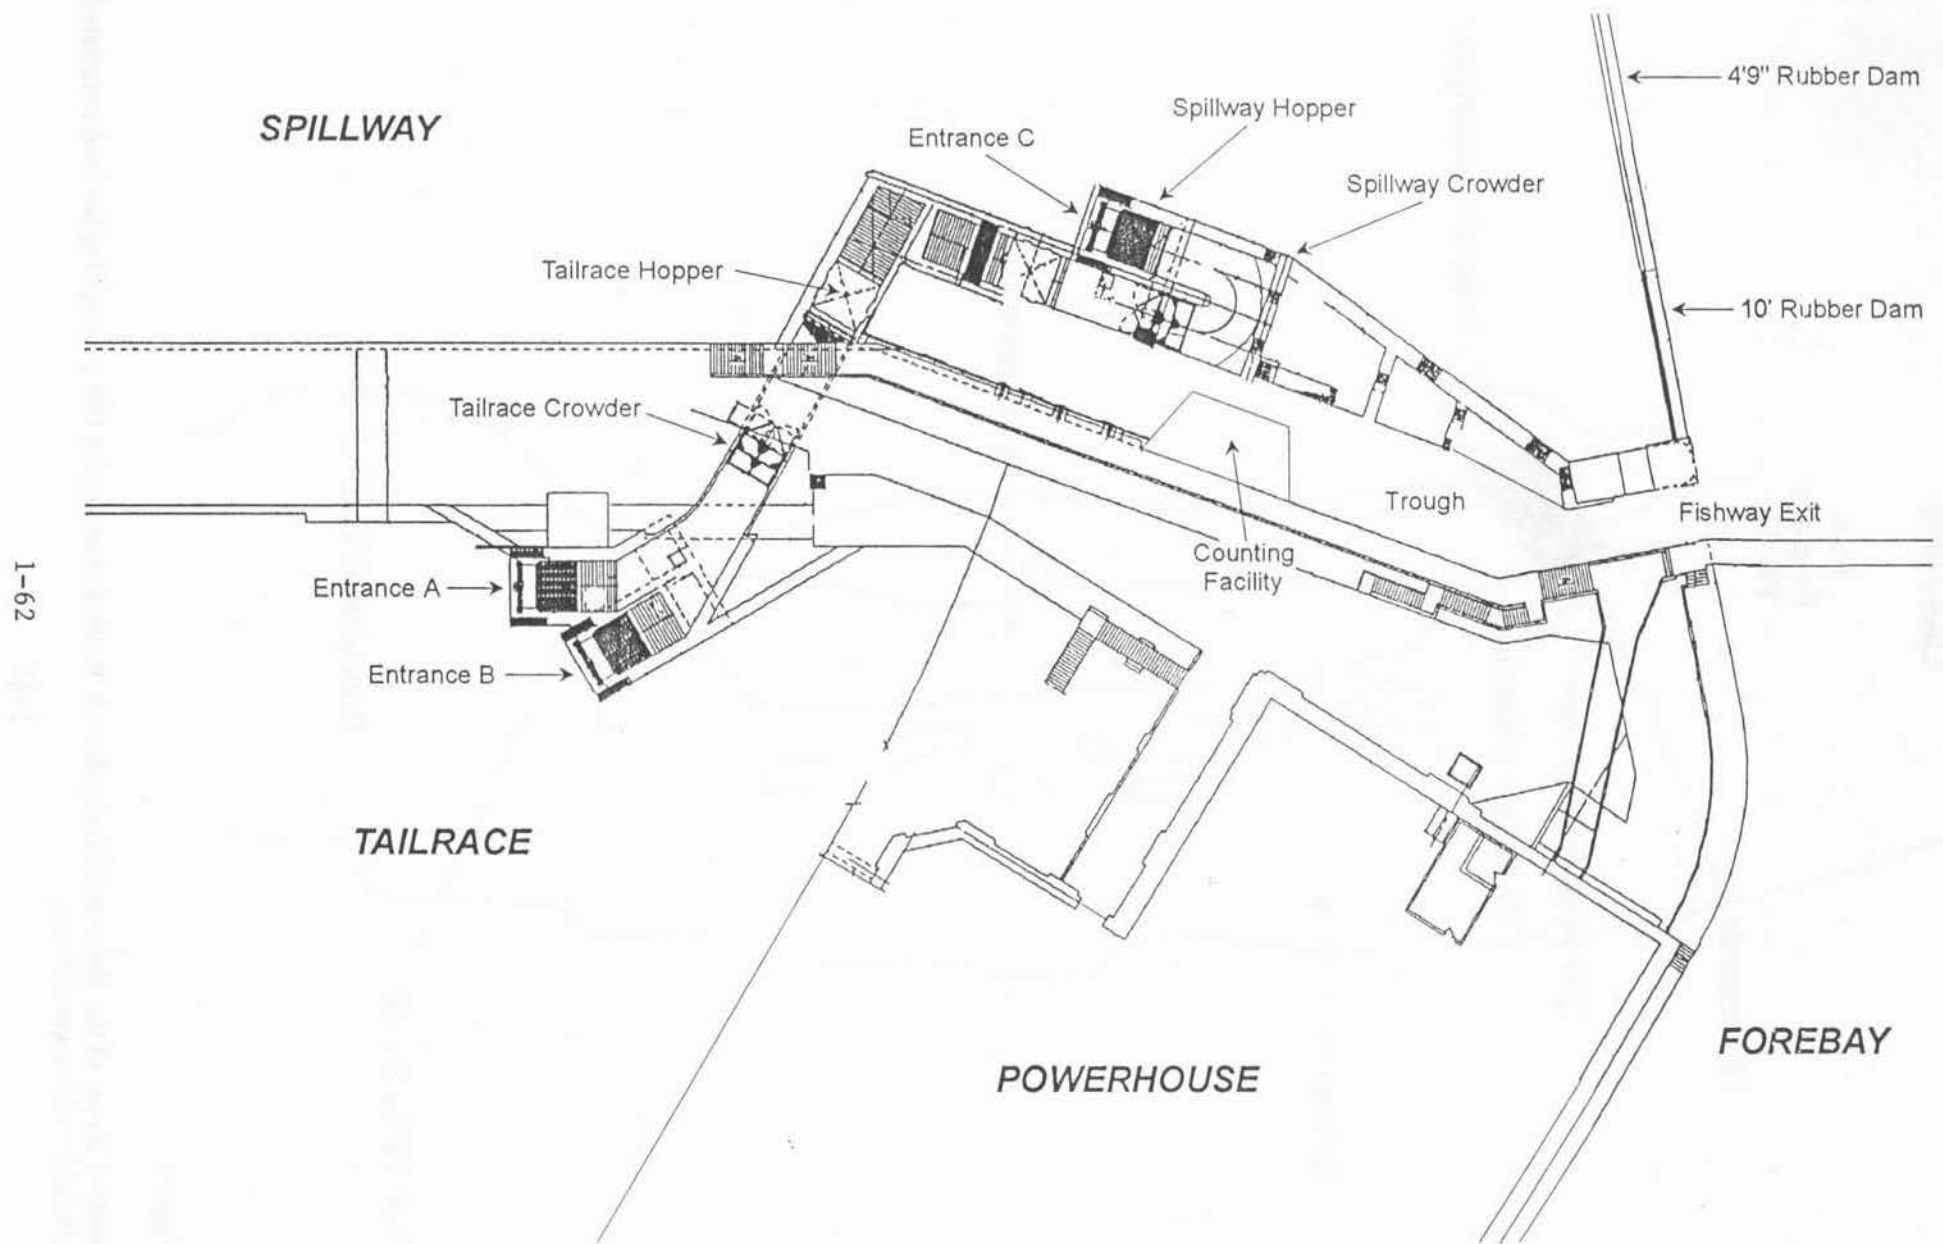 4'9" Rubber Dam
SPILLWAY
Spillway Hopper
Entrance C
Spillway Crowder
Tailrace Hopper
10' Rubber Dam
Tailrace Crowder
Trough
Fishway Exit
Counting
Facility
Entrance A
Entrance B
1-62
TAILRACE
FOREBAY
POWERHOUSE